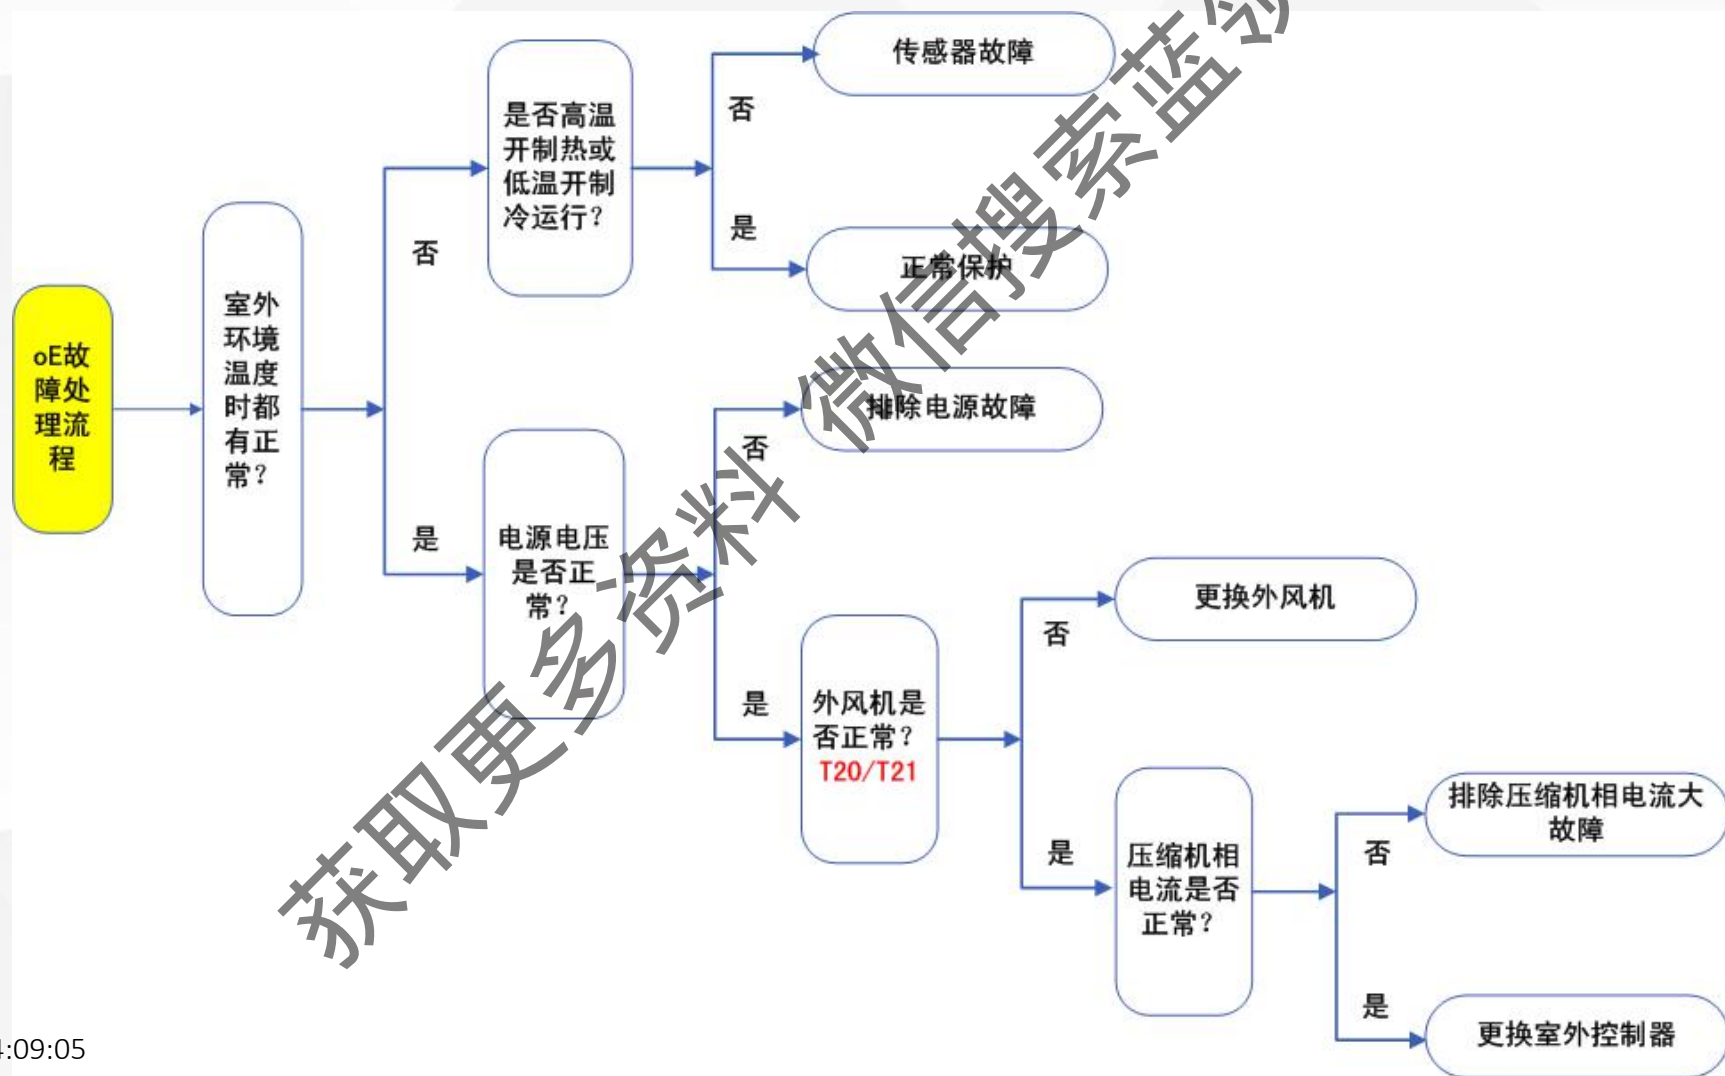 oE故
障处
理流
程
室外
环境
温度
时都
有正
常？
否
是
是否高温
开制热或
低温开制
冷运行？
否
是
传感器故障
正常保护
电源电压
是否正
常？
否
是
排除电源故障
外风机是
否正常？
T20/T21
否
是
更换外风机
压缩机相
电流是否
正常？
否
是
排除压缩机相电流大
故障
更换室外控制器
获取更多资料 微信搜索蓝领
:09:05